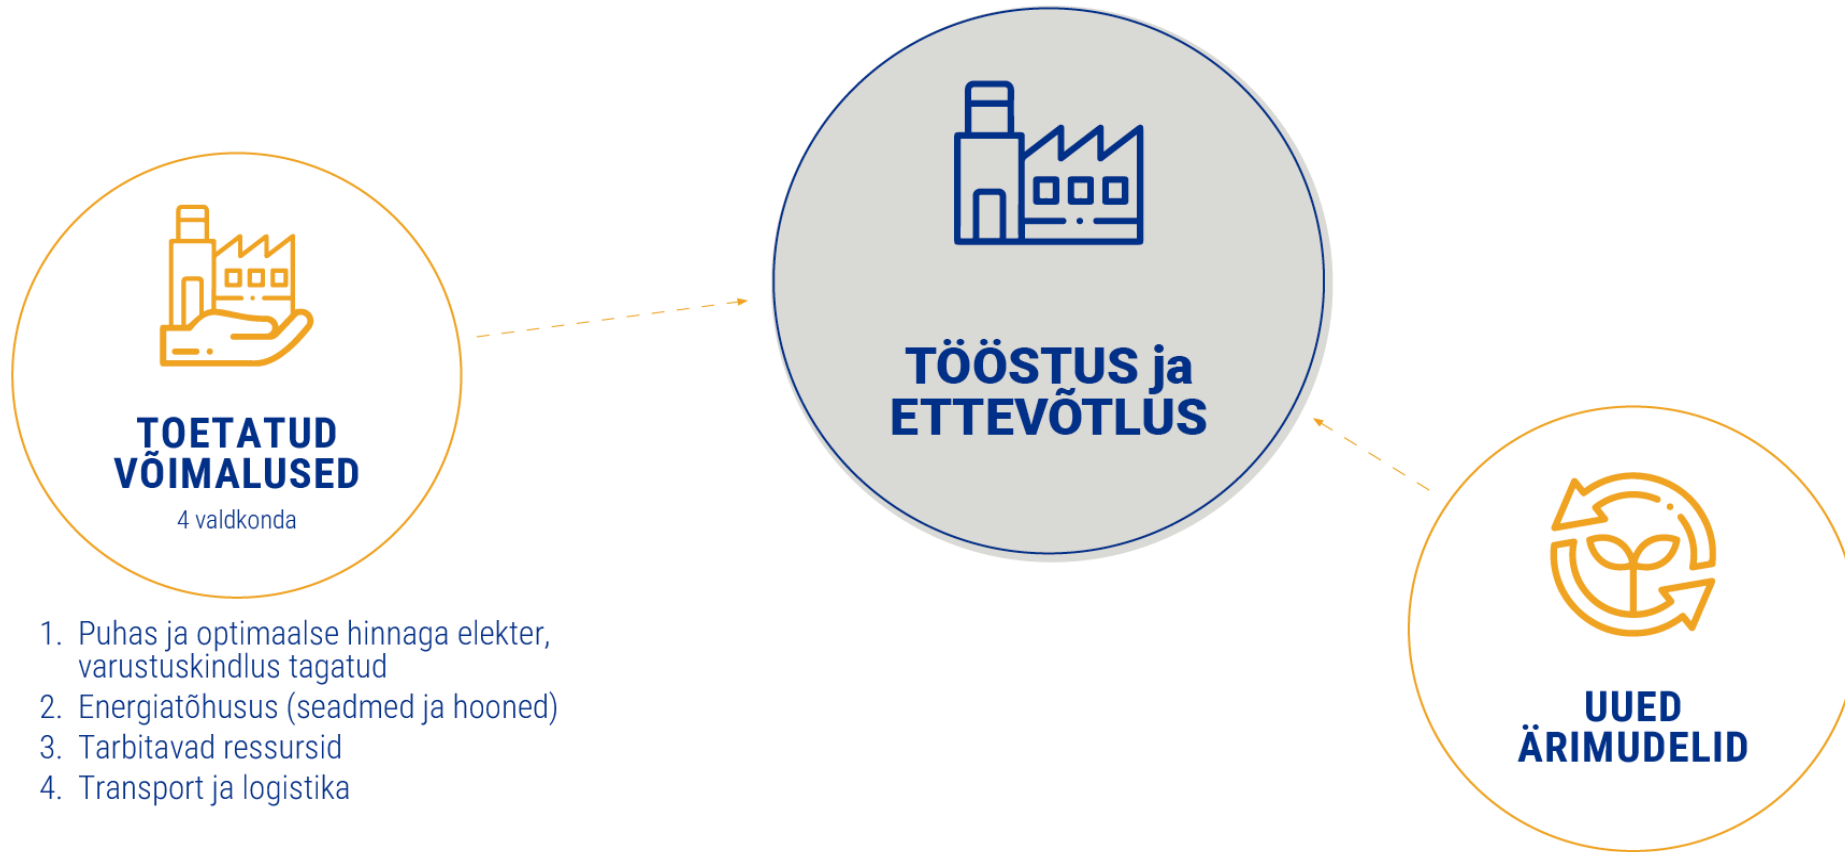 TÖÖSTUS ja
ETTEVÕTLUS
TOETATUD
VÕIMALUSED
4 valdkonda
1. Puhas ja optimaalse hinnaga elekter,
varustuskindlus tagatud
2. Energiatõhusus (seadmed ja hooned)
3. Tarbitavad ressursid
4. Transport ja logistika
UUED
ÄRIMUDELID